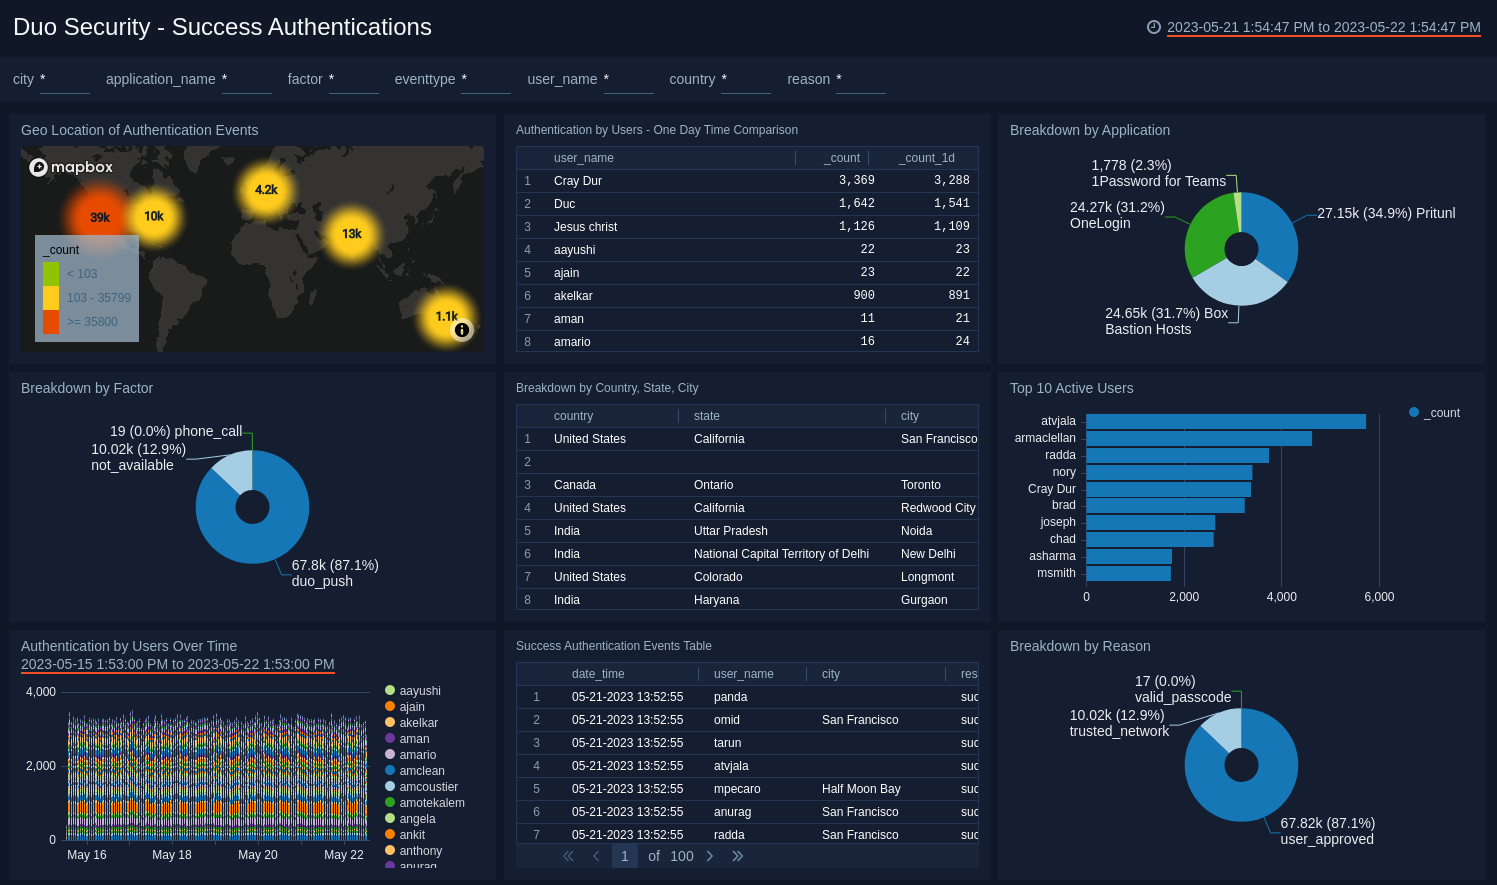 Duo Security - Success Authentications
2023-05-21 1:54:47 PM to 2023-05-22 1:54:47 PM
city * application_name * factor * eventtype * user_name * country * reason *
Geo Location of Authentication Events
mapbox
39k
10k
4.2k
13k
1.1k
_count
< 103
103 - 35799
>= 35800
Authentication by Users - One Day Time Comparison
user_name _count _count_1d
1 Cray Dur 3,369 3,288
2 Duc 1,642 1,541
3 Jesus christ 1,126 1,109
4 aayushi 22 23
5 ajain 23 22
6 akelkar 900 891
7 aman 11 21
8 amario 16 24
Breakdown by Application
1,778 (2.3%)
1Password for Teams
24.27k (31.2%)
OneLogin
27.15k (34.9%) Pritunl
24.65k (31.7%) Box
Bastion Hosts
Breakdown by Factor
19 (0.0%) phone_call
10.02k (12.9%)
not_available
67.8k (87.1%)
duo_push
Breakdown by Country, State, City
country state city
1 United States California San Francisco
2
3 Canada Ontario Toronto
4 United States California Redwood City
5 India Uttar Pradesh Noida
6 India National Capital Territory of Delhi New Delhi
7 United States Colorado Longmont
8 India Haryana Gurgaon
Top 10 Active Users
_count
atvjala
armaclellan
radda
nory
Cray Dur
brad
joseph
chad
asharma
msmith
0 2,000 4,000 6,000
Authentication by Users Over Time
2023-05-15 1:53:00 PM to 2023-05-22 1:53:00 PM
4,000
2,000
0
May 16 May 18 May 20 May 22
aayushi
ajain
akelkar
aman
amario
amclean
amcoustier
amotekalem
angela
ankit
anthony
anurag
Success Authentication Events Table
date_time user_name city res
1 05-21-2023 13:52:55 panda suc
2 05-21-2023 13:52:55 omid San Francisco suc
3 05-21-2023 13:52:55 tarun suc
4 05-21-2023 13:52:55 atvjala suc
5 05-21-2023 13:52:55 mpecaro Half Moon Bay suc
6 05-21-2023 13:52:55 anurag San Francisco suc
7 05-21-2023 13:52:55 radda San Francisco suc
1 of 100
Breakdown by Reason
17 (0.0%)
valid_passcode
10.02k (12.9%)
trusted_network
67.82k (87.1%)
user_approved